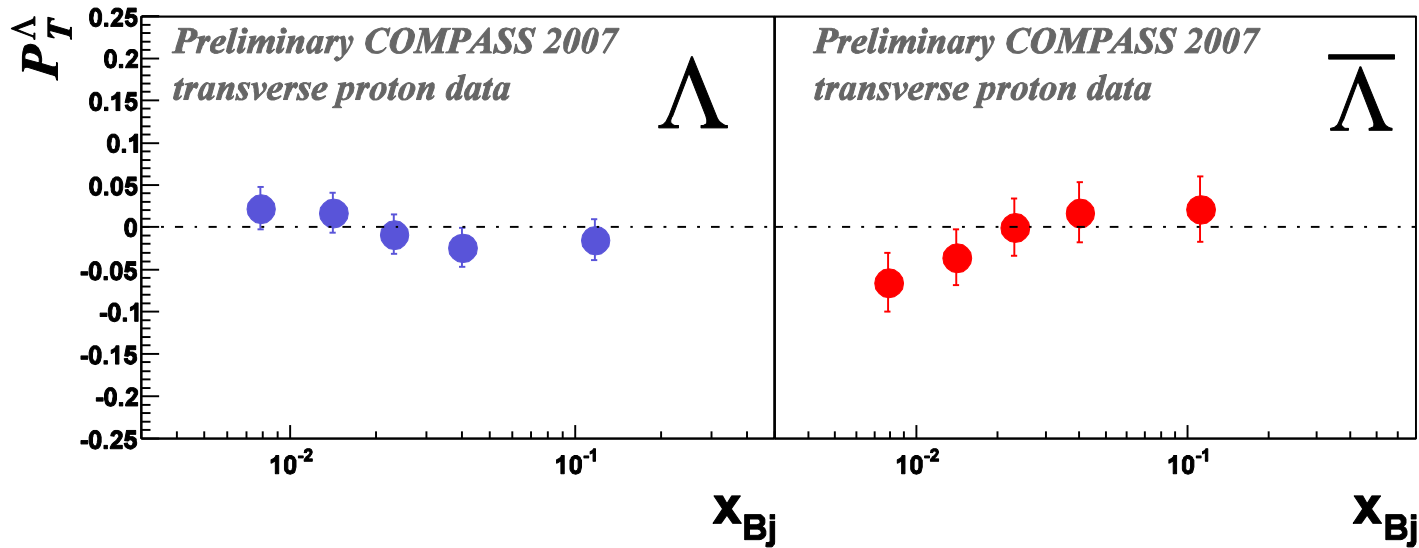 P_T^Λ
0.25
0.2
0.15
0.1
0.05
0
-0.05
-0.1
-0.15
-0.2
-0.25
Preliminary COMPASS 2007
transverse proton data
Λ
10^-2
10^-1
x_Bj
Preliminary COMPASS 2007
transverse proton data
Λ̅
10^-2
10^-1
x_Bj